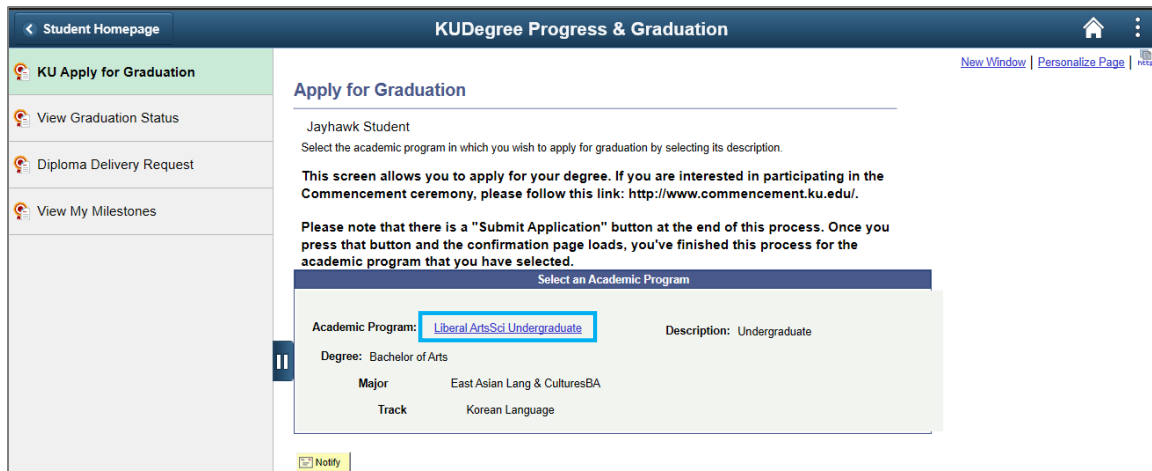 Student Homepage
KUDegree Progress & Graduation
KU Apply for Graduation
View Graduation Status
Diploma Delivery Request
View My Milestones
New Window | Personalize Page | http
Apply for Graduation
Jayhawk Student
Select the academic program in which you wish to apply for graduation by selecting its description.
This screen allows you to apply for your degree. If you are interested in participating in the
Commencement ceremony, please follow this link: http://www.commencement.ku.edu/.
Please note that there is a "Submit Application" button at the end of this process. Once you
press that button and the confirmation page loads, you've finished this process for the
academic program that you have selected.
Select an Academic Program
Academic Program: Liberal ArtsSci Undergraduate Description: Undergraduate
Degree: Bachelor of Arts
Major East Asian Lang & CulturesBA
Track Korean Language
Notify